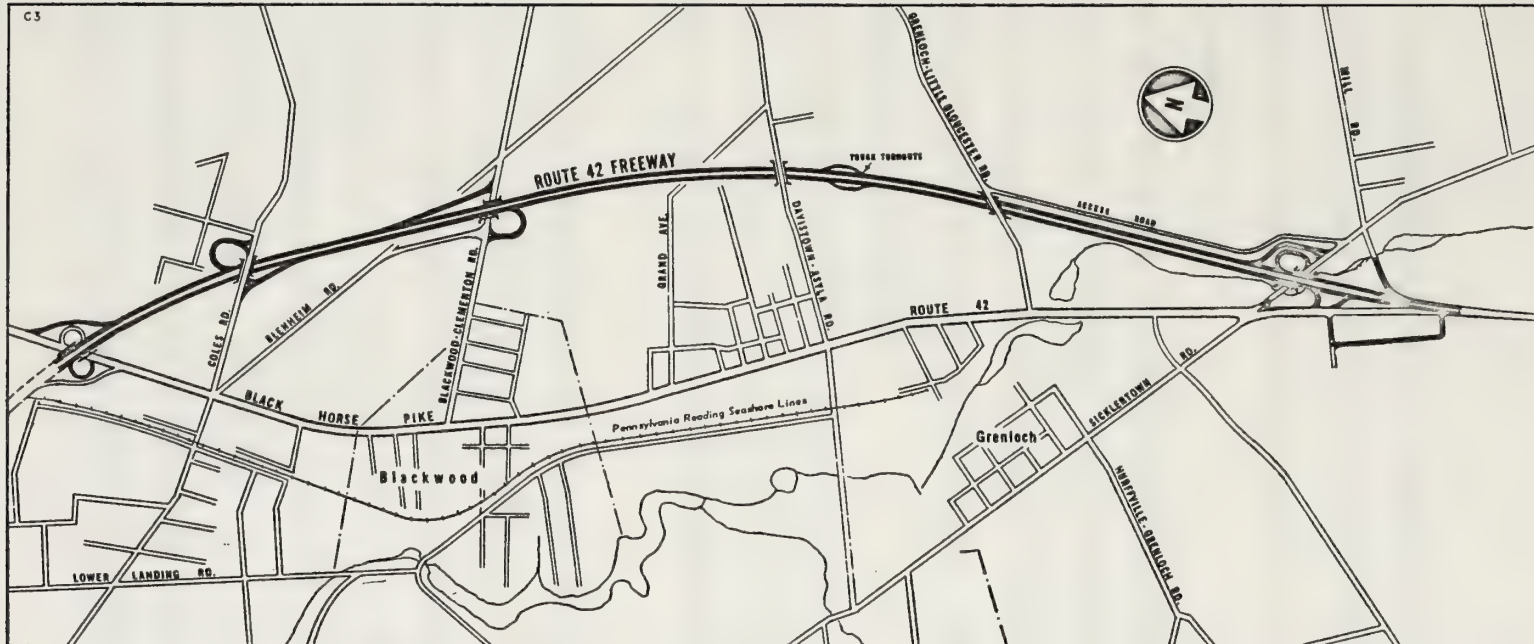 C3
GRENLOCH-LITTLE GLOUCESTER RD.
MILL RD.
N
ROUTE 42 FREEWAY
TRUCK TURNOUTS
ACCESS ROAD
GRAND AVE.
DAVISTOWN-ASYLA RD.
COLES RD.
BLENHEIM RD.
BLACKWOOD-CLEMENTON RD.
ROUTE 42
BLACK HORSE PIKE
Pennsylvania Reading Seashore Lines
SICKLERTOWN RD.
Grenloch
Blackwood
HURFFVILLE-GRENLOCH RD.
LOWER LANDING RD.